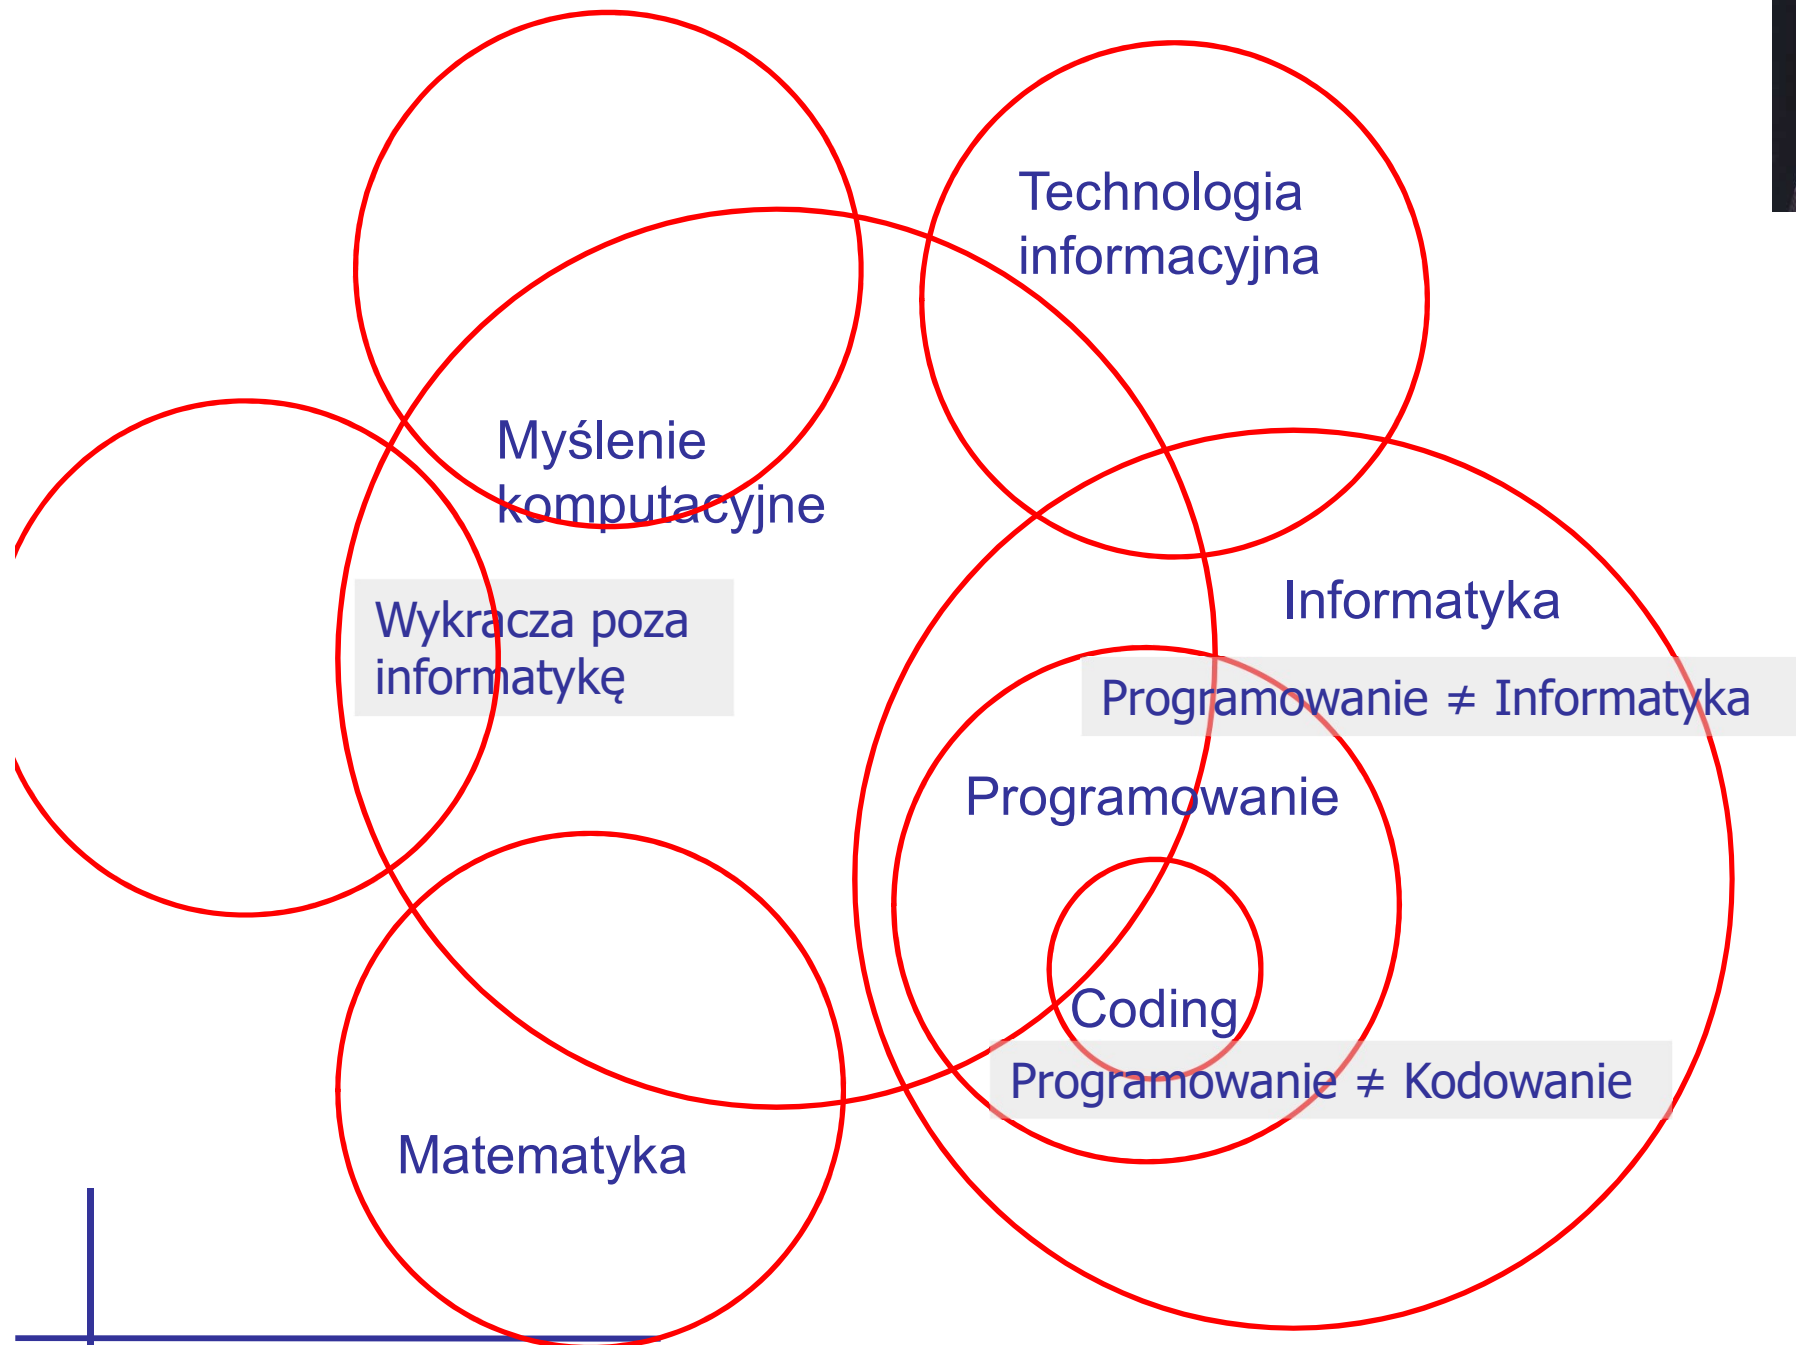 Technologia
informacyjna
Myślenie
komputacyjne
Wykracza poza
informatykę
Informatyka
Programowanie ≠ Informatyka
Programowanie
Coding
Programowanie ≠ Kodowanie
Matematyka